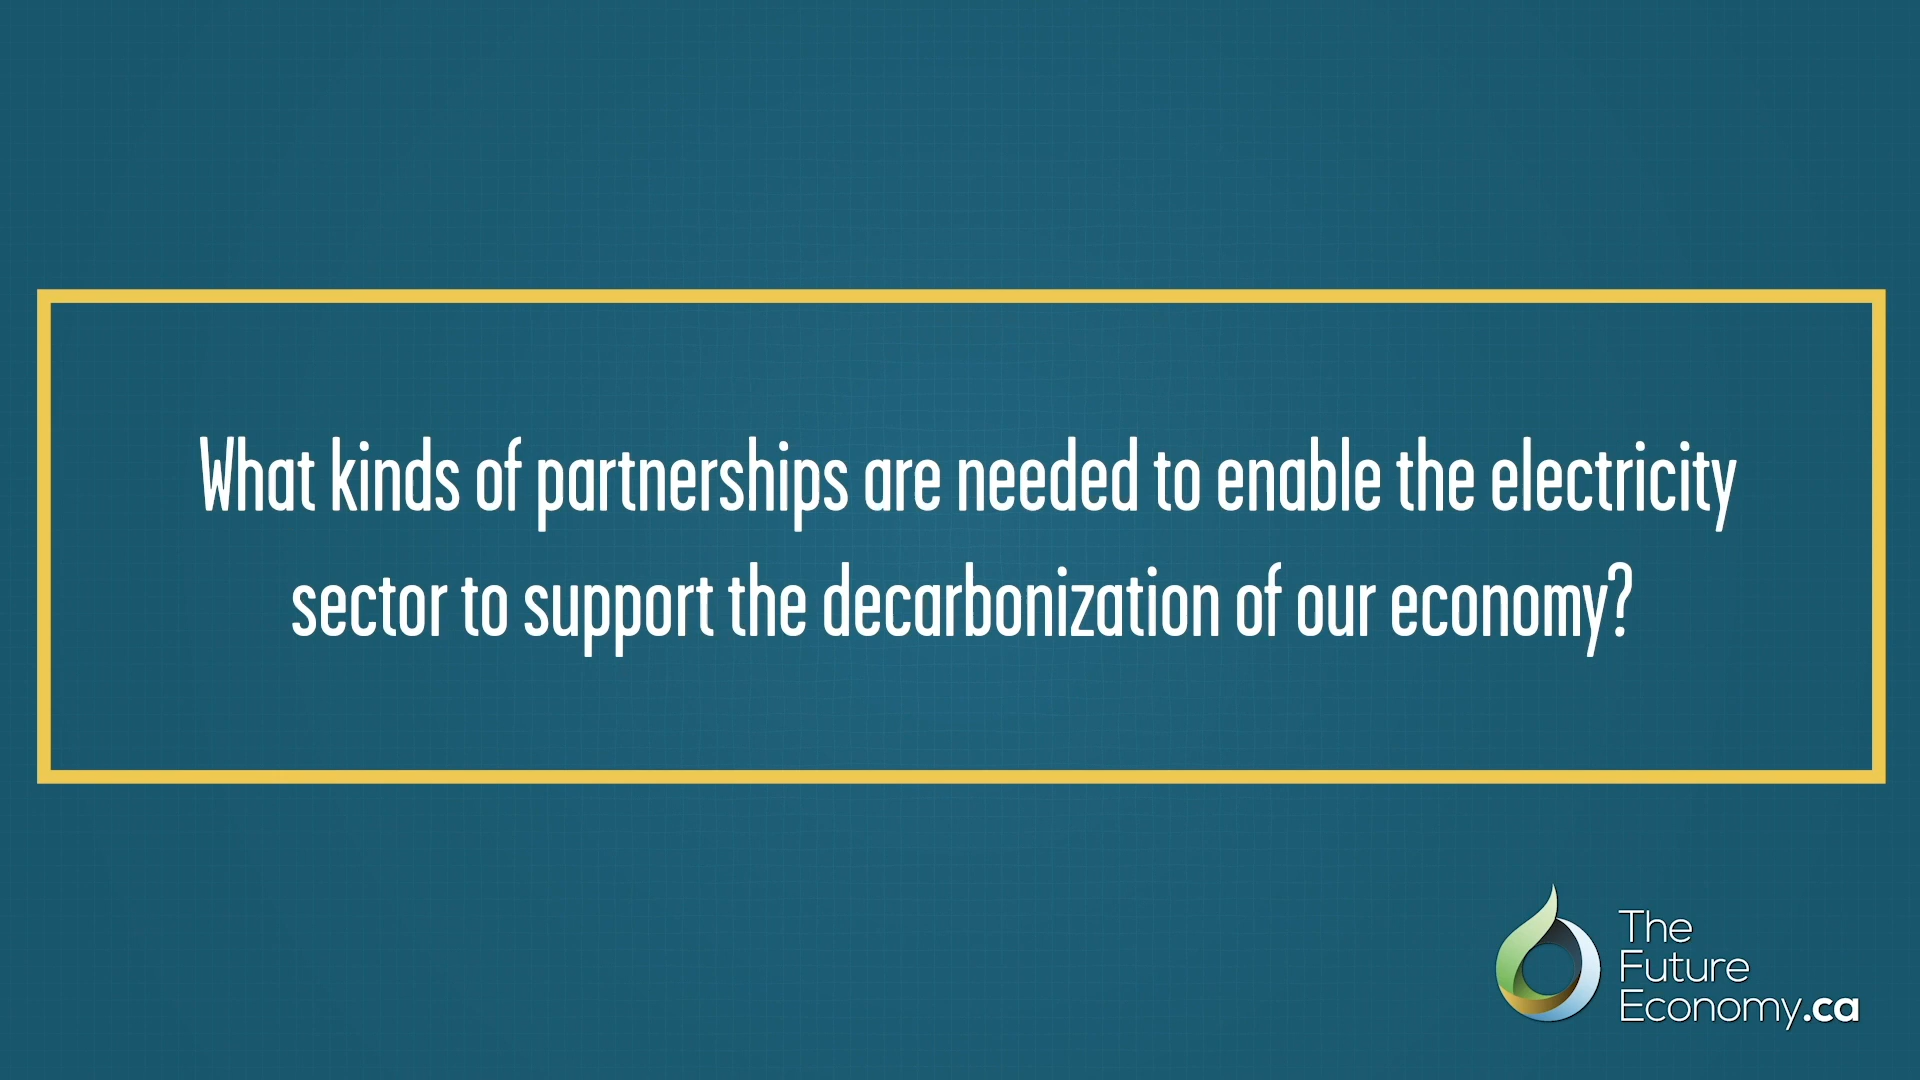 What kinds of partnerships are needed to enable the electricity
sector to support the decarbonization of our economy?
The
Future
Economy.ca